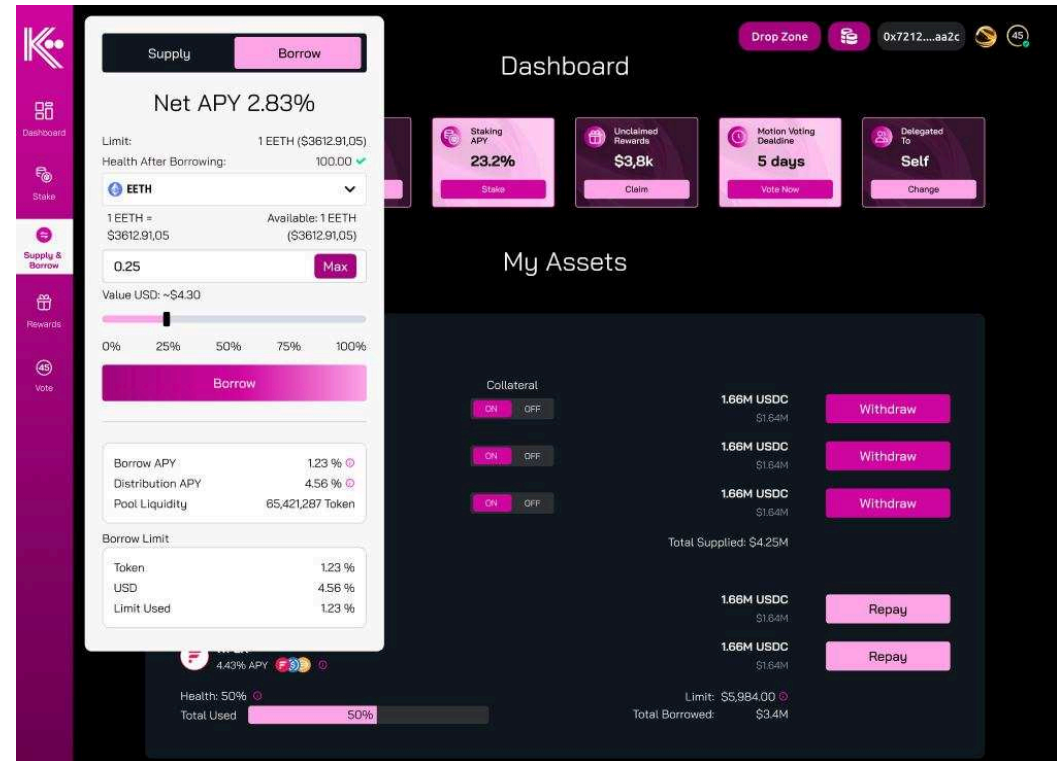 Drop Zone
0x7212....aa2c
45
Dashboard
Dashboard
Stake
Supply &
Borrow
Rewards
45
Vote
Supply Borrow
Net APY 2.83%
Limit: 1 EETH ($3612.91,05)
Health After Borrowing: 100.00
EETH
1 EETH = Available: 1 EETH
$3612.91,05 ($3612.91,05)
0.25 Max
Value USD: ~$4.30
0% 25% 50% 75% 100%
Borrow
Borrow APY 1.23 %
Distribution APY 4.56 %
Pool Liquidity 65,421,287 Token
Borrow Limit
Token 1.23 %
USD 4.56 %
Limit Used 1.23 %
Staking
APY
23.2%
Stake
Unclaimed
Rewards
$3,8k
Claim
Motion Voting
Dealdine
5 days
Vote Now
Delegated
To
Self
Change
My Assets
Collateral
ON OFF
1.66M USDC
$1.64M
Withdraw
ON OFF
1.66M USDC
$1.64M
Withdraw
ON OFF
1.66M USDC
$1.64M
Withdraw
Total Supplied: $4.25M
1.66M USDC
$1.64M
Repay
1.66M USDC
$1.64M
Repay
4.43% APY
Health: 50%
Total Used 50%
Limit: $5,984.00
Total Borrowed: $3.4M